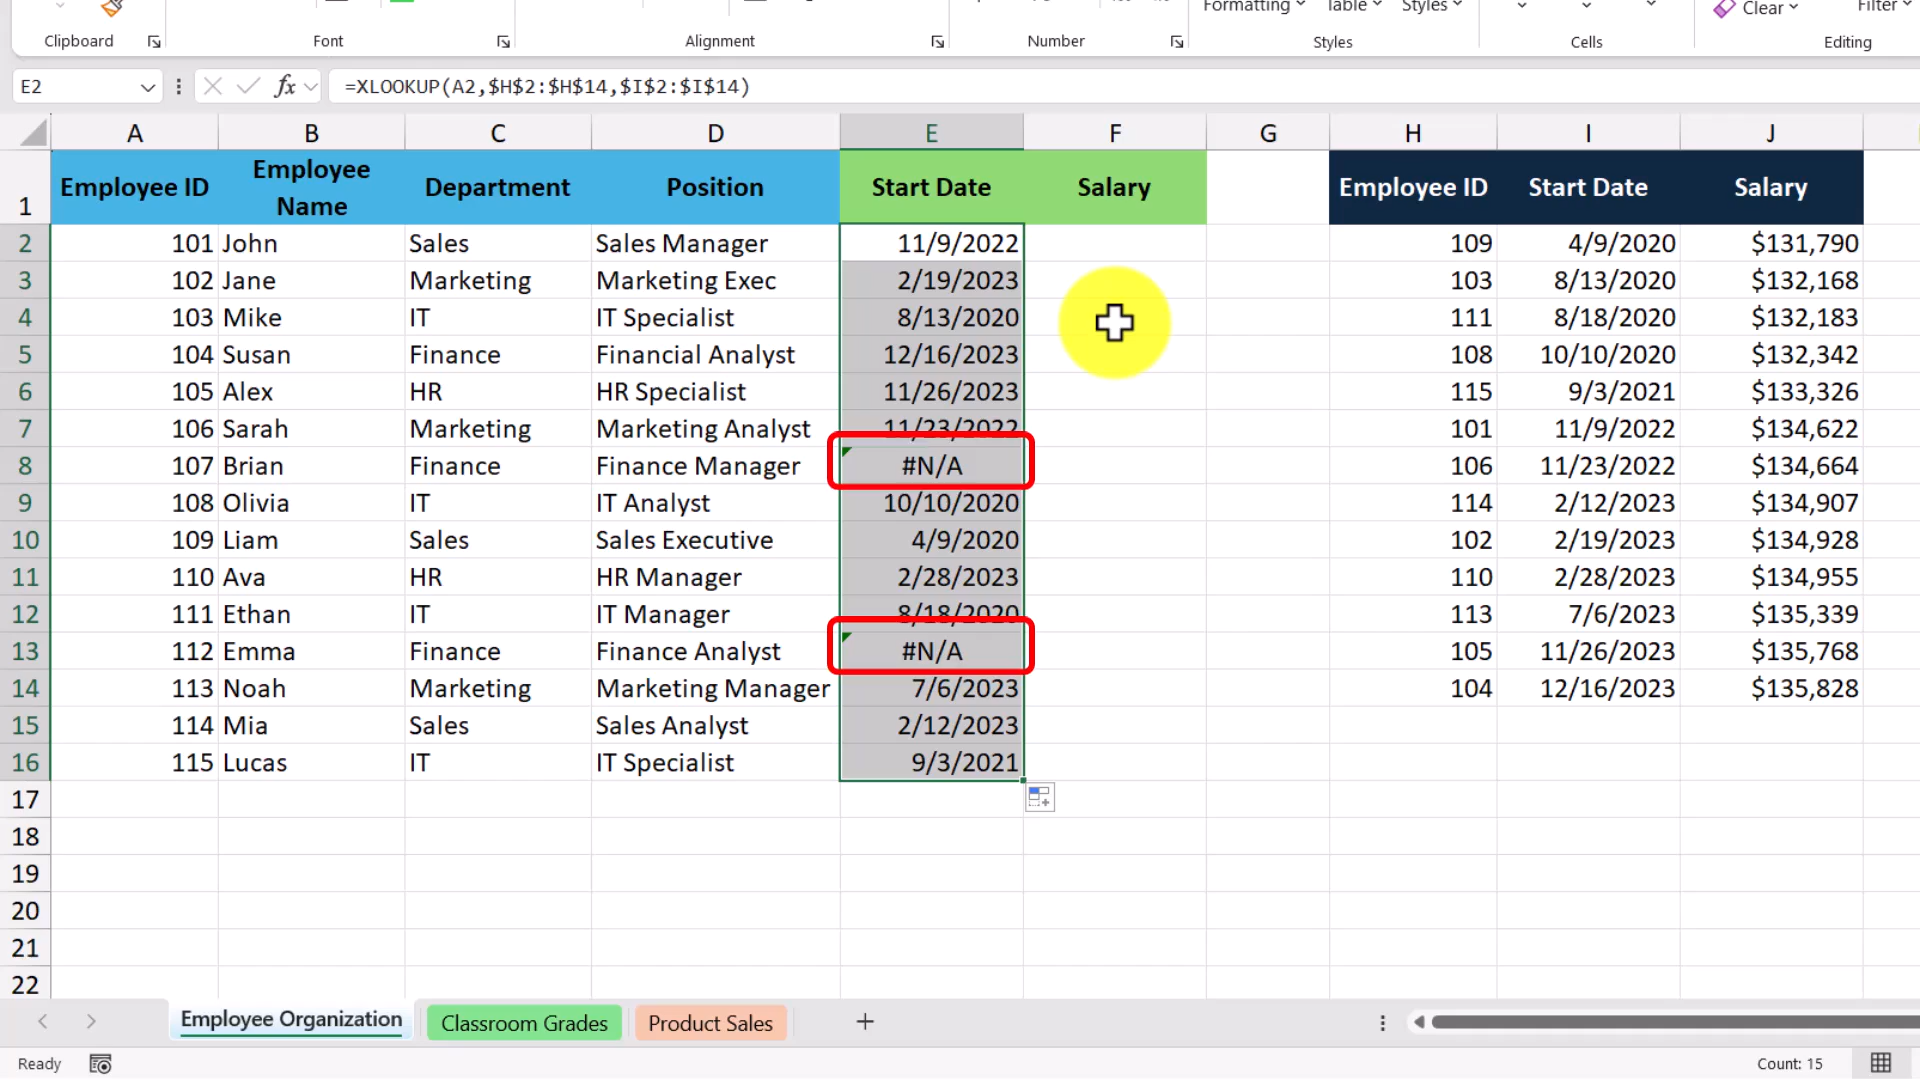 Formatting Table Styles Clear Filter
Clipboard Font Alignment Number Styles Cells Editing
E2 fx =XLOOKUP(A2,$H$2:$H$14,$I$2:$I$14)
A B C D E F G H I J
1 Employee ID Employee Name Department Position Start Date Salary Employee ID Start Date Salary
2 101 John Sales Sales Manager 11/9/2022 109 4/9/2020 $131,790
3 102 Jane Marketing Marketing Exec 2/19/2023 103 8/13/2020 $132,168
4 103 Mike IT IT Specialist 8/13/2020 111 8/18/2020 $132,183
5 104 Susan Finance Financial Analyst 12/16/2023 108 10/10/2020 $132,342
6 105 Alex HR HR Specialist 11/26/2023 115 9/3/2021 $133,326
7 106 Sarah Marketing Marketing Analyst 11/23/2022 101 11/9/2022 $134,622
8 107 Brian Finance Finance Manager #N/A 106 11/23/2022 $134,664
9 108 Olivia IT IT Analyst 10/10/2020 114 2/12/2023 $134,907
10 109 Liam Sales Sales Executive 4/9/2020 102 2/19/2023 $134,928
11 110 Ava HR HR Manager 2/28/2023 110 2/28/2023 $134,955
12 111 Ethan IT IT Manager 8/18/2020 113 7/6/2023 $135,339
13 112 Emma Finance Finance Analyst #N/A 105 11/26/2023 $135,768
14 113 Noah Marketing Marketing Manager 7/6/2023 104 12/16/2023 $135,828
15 114 Mia Sales Sales Analyst 2/12/2023
16 115 Lucas IT IT Specialist 9/3/2021
17
18
19
20
21
22
Employee Organization Classroom Grades Product Sales
Ready Count: 15